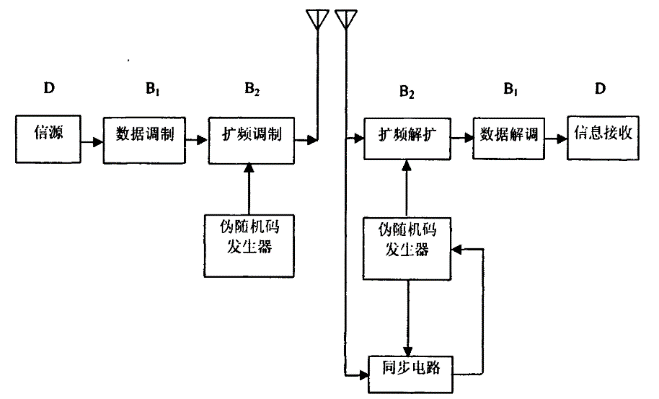 D
B₁
B₂
B₂
B₁
D
信源
数据调制
扩频调制
扩频解扩
数据解调
信息接收
伪随机码
发生器
伪随机码
发生器
同步电路